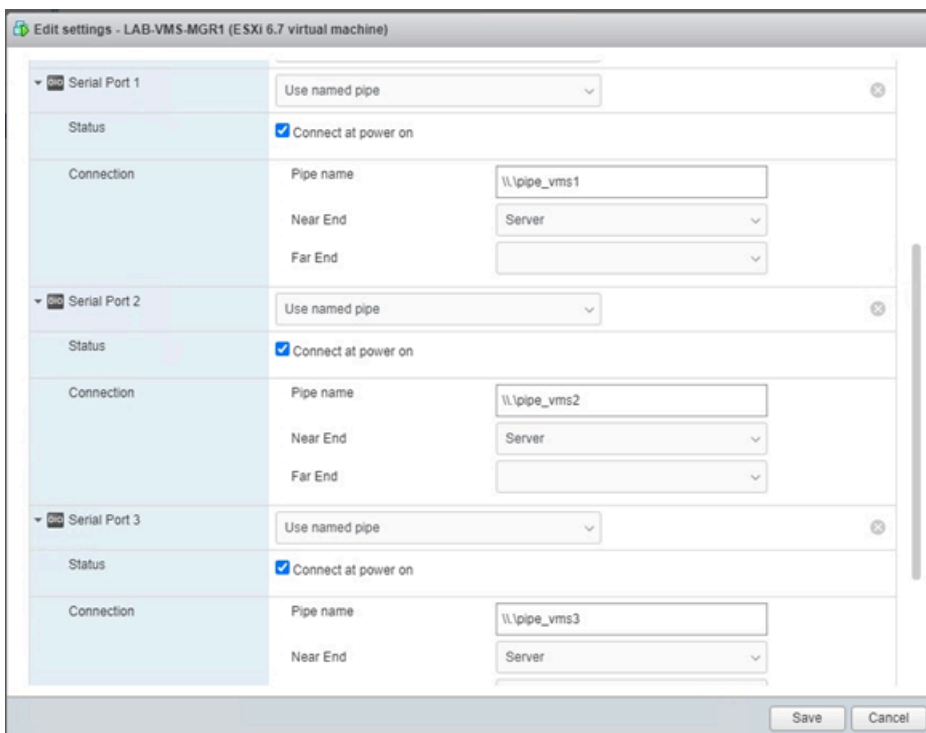 Edit settings - LAB-VMS-MGR1 (ESXi 6.7 virtual machine)
Serial Port 1 Use named pipe
Status Connect at power on
Connection Pipe name \\.\pipe_vms1
Near End Server
Far End
Serial Port 2 Use named pipe
Status Connect at power on
Connection Pipe name \\.\pipe_vms2
Near End Server
Far End
Serial Port 3 Use named pipe
Status Connect at power on
Connection Pipe name \\.\pipe_vms3
Near End Server
Save Cancel